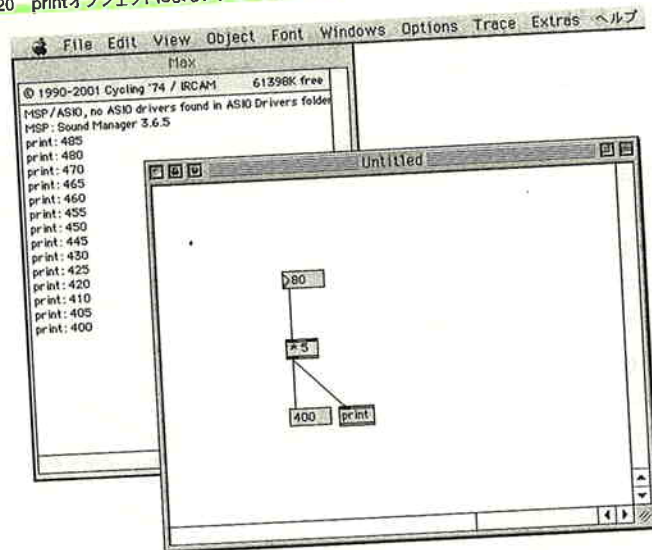 20 printオブジェクト
File Edit View Object Font Windows Options Trace Extras ヘルプ
Max
© 1990-2001 Cycling '74 / IRCAM 61398K free
MSP/ASIO, no ASIO drivers found in ASIO Drivers folder
MSP: Sound Manager 3.6.5
print: 485
print: 480
print: 470
print: 465
print: 460
print: 455
print: 450
print: 445
print: 430
print: 425
print: 420
print: 410
print: 405
print: 400
Untitled
80
* 5
400 print